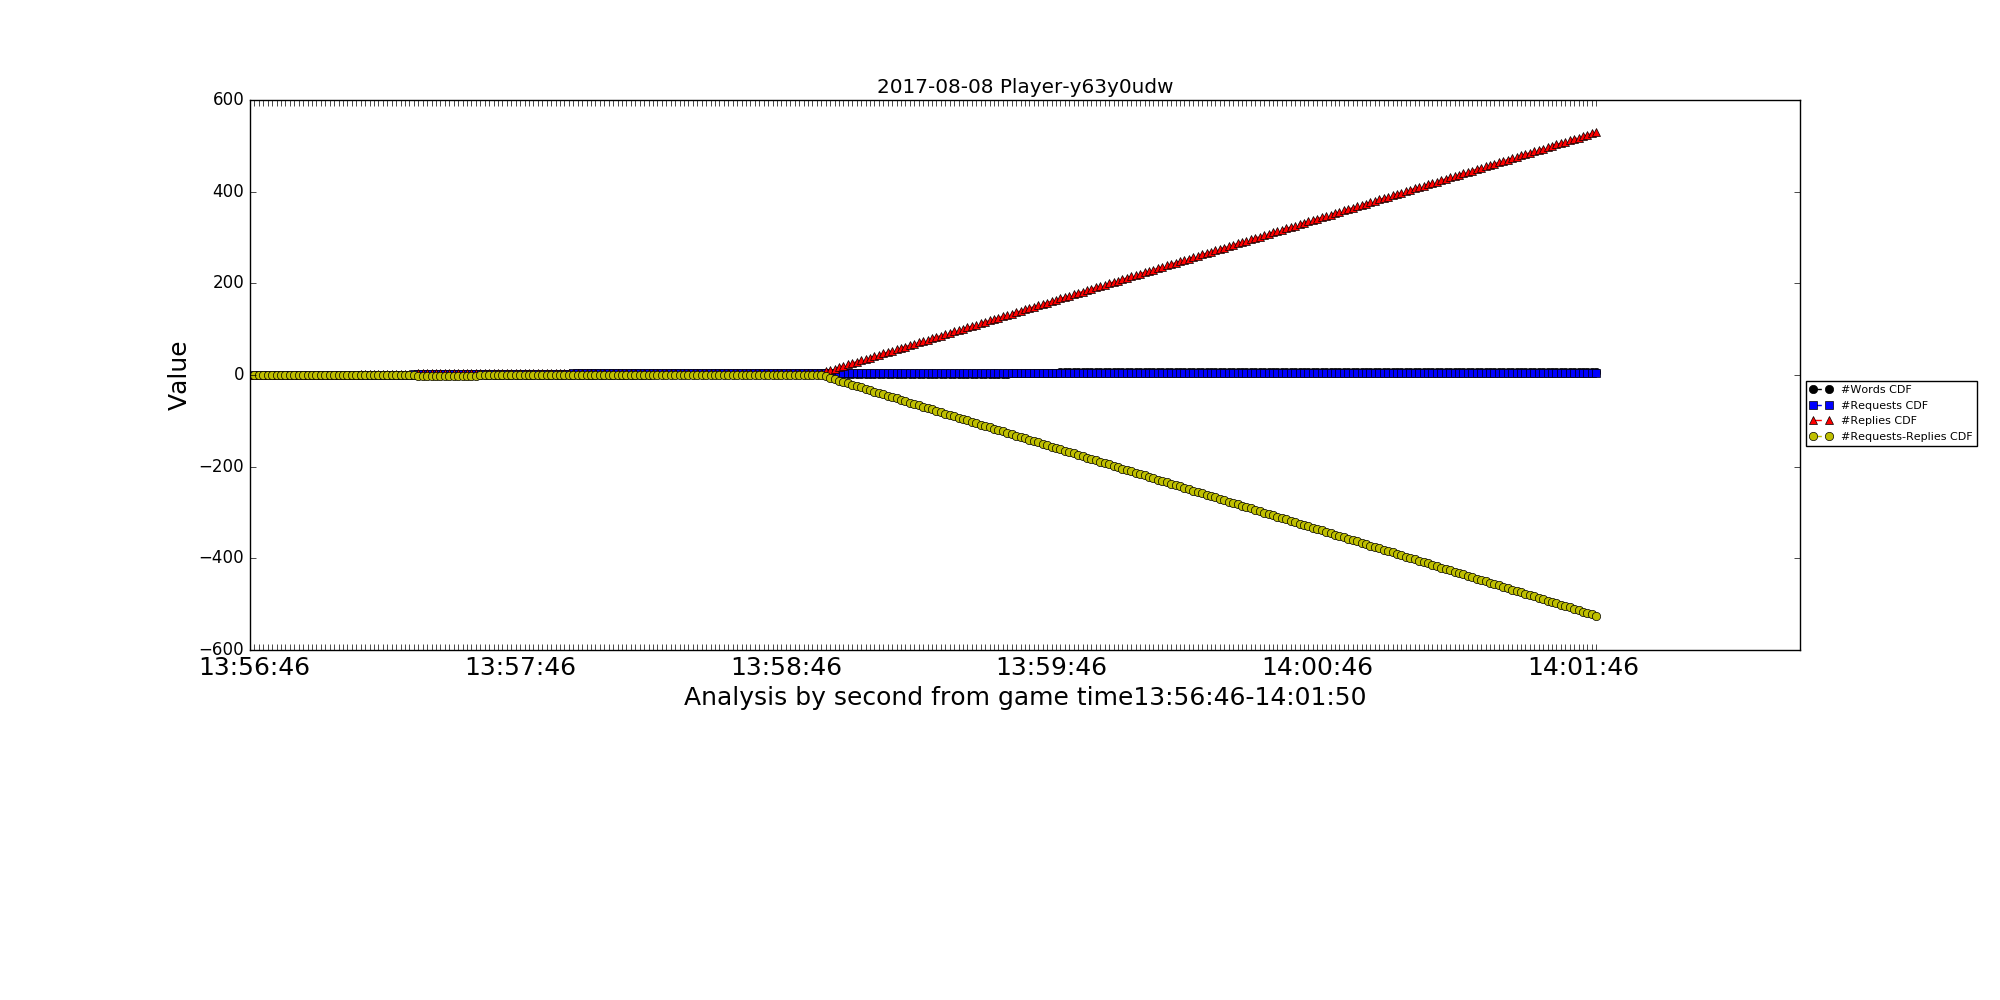 2017-08-08 Player-y63y0udw
600
400
200
0
−200
−400
−600
Value
13:56:46 13:57:46 13:58:46 13:59:46 14:00:46 14:01:46
Analysis by second from game time13:56:46-14:01:50
#Words CDF
#Requests CDF
#Replies CDF
#Requests-Replies CDF